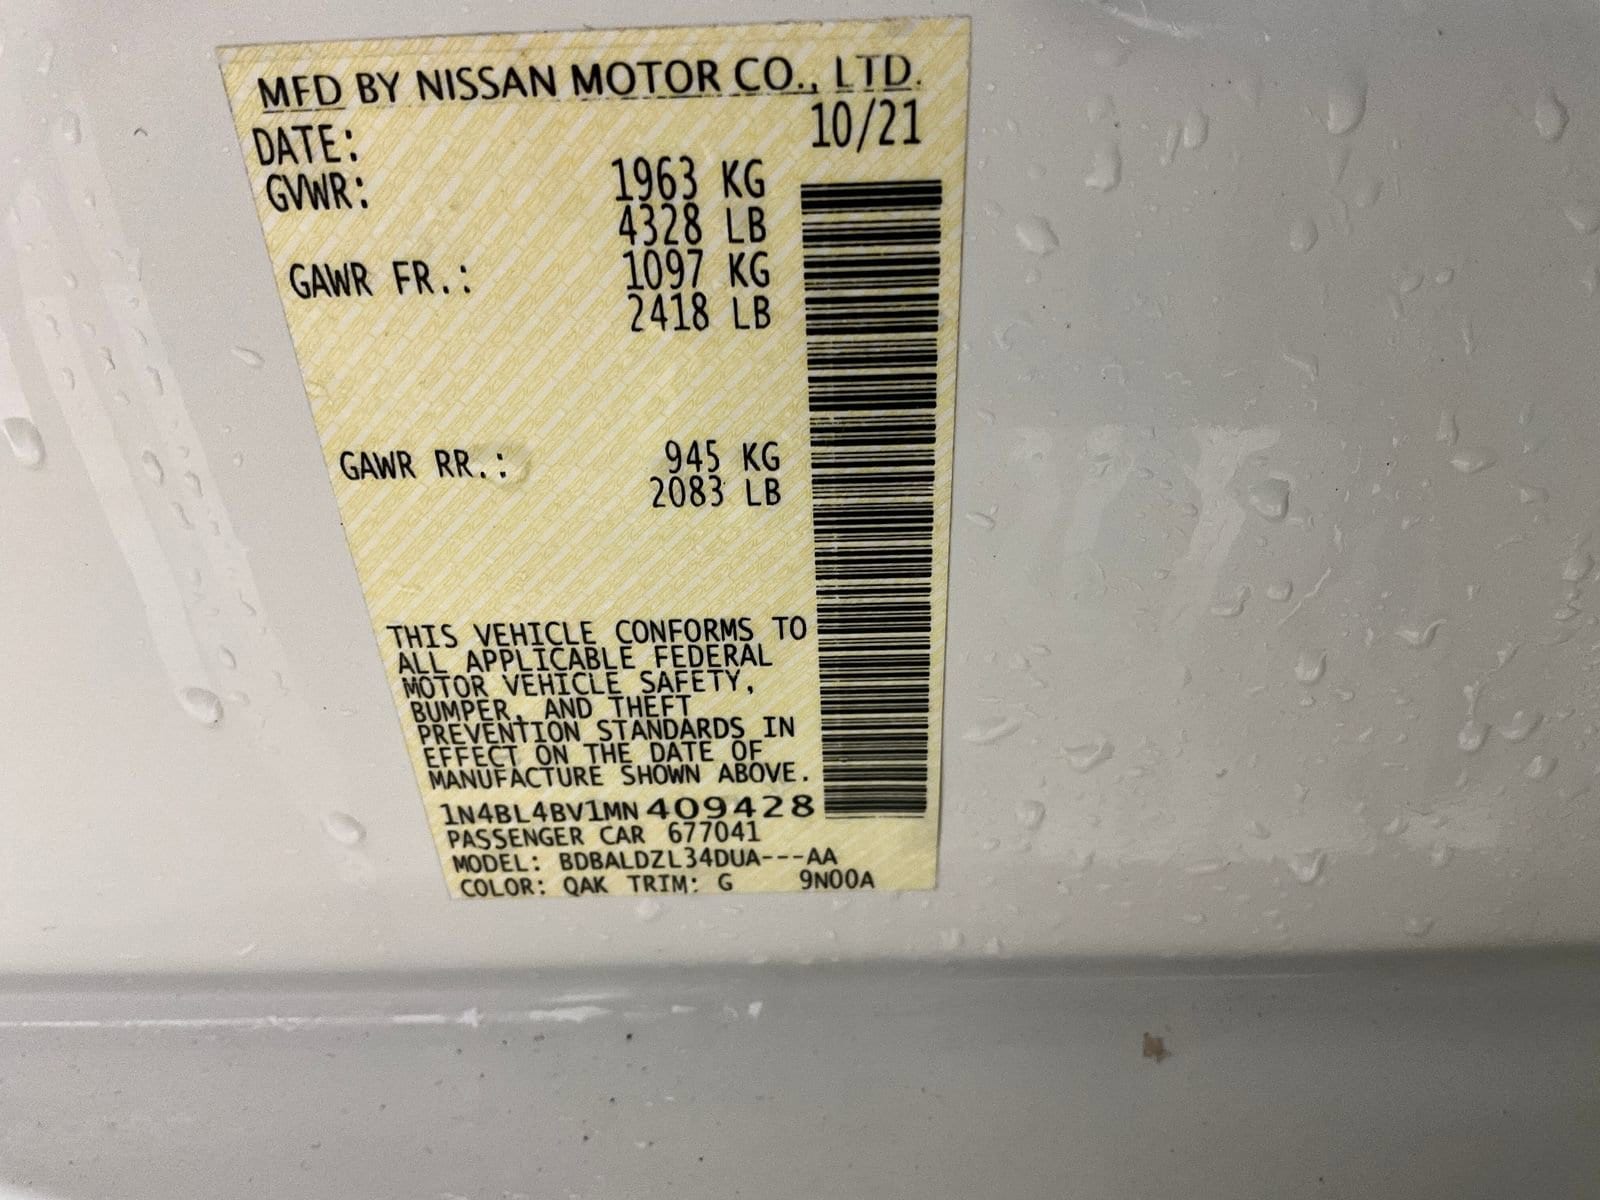 MFD BY NISSAN MOTOR CO., LTD.
DATE: 10/21
GVWR: 1963 KG
4328 LB
GAWR FR.: 1097 KG
2418 LB
GAWR RR.: 945 KG
2083 LB
THIS VEHICLE CONFORMS TO
ALL APPLICABLE FEDERAL
MOTOR VEHICLE SAFETY,
BUMPER, AND THEFT
PREVENTION STANDARDS IN
EFFECT ON THE DATE OF
MANUFACTURE SHOWN ABOVE.
1N4BL4BV1MN409428
PASSENGER CAR 677041
MODEL: BDBALDZL34DUA---AA
COLOR: QAK TRIM: G 9N00A